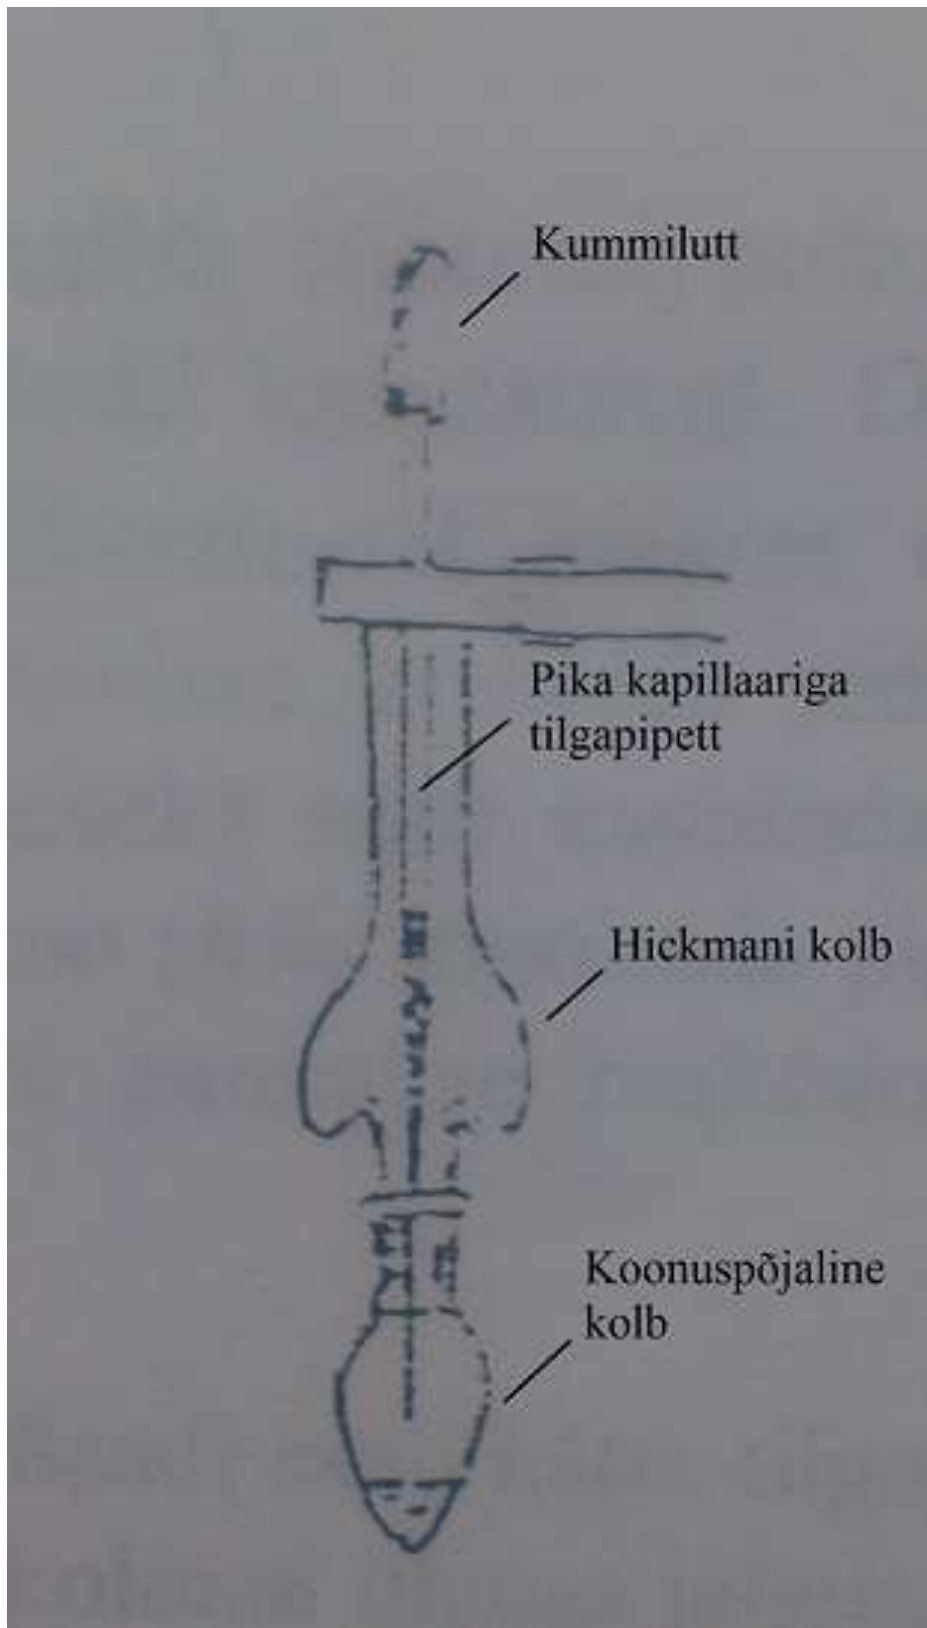 Kummilutt
Pika kapillaariga
tilgapipett
Hickmani kolb
Koonuspõjaline
kolb